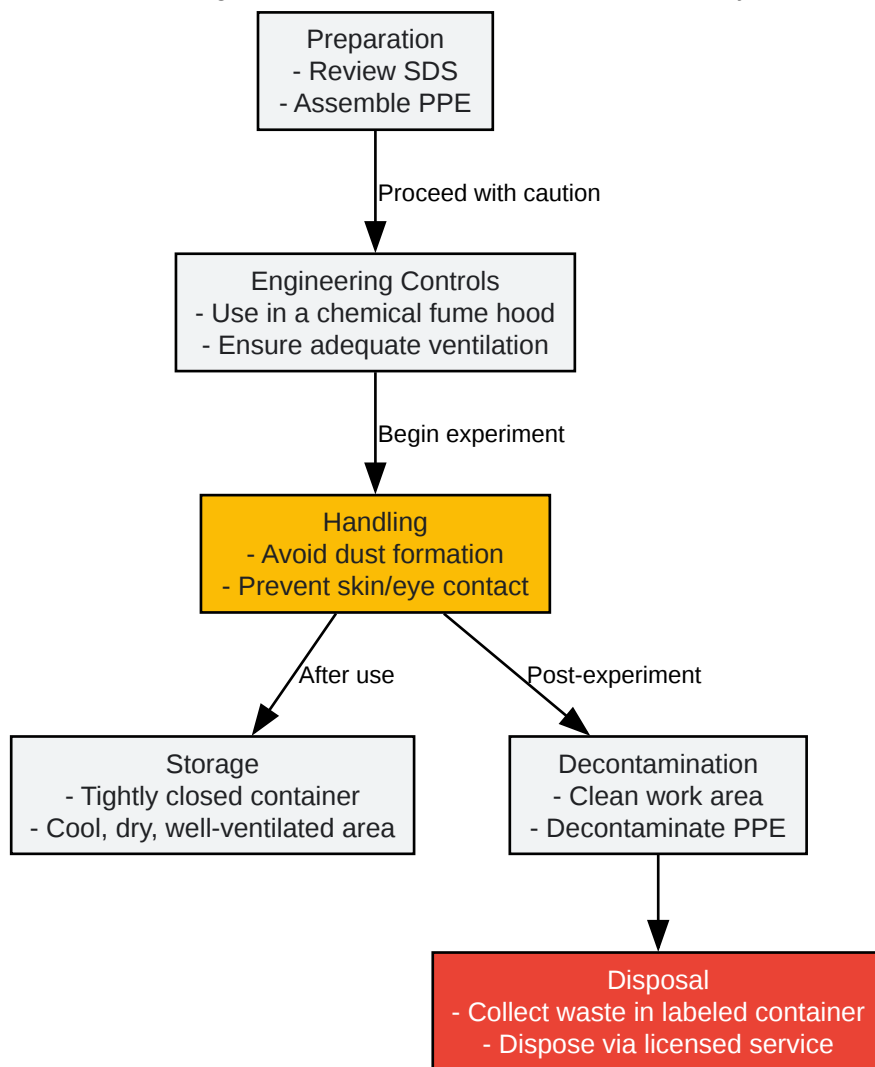 Preparation
- Review SDS
- Assemble PPE
Proceed with caution
Engineering Controls
- Use in a chemical fume hood
- Ensure adequate ventilation
Begin experiment
Handling
- Avoid dust formation
- Prevent skin/eye contact
After use
Post-experiment
Storage
- Tightly closed container
- Cool, dry, well-ventilated area
Decontamination
- Clean work area
- Decontaminate PPE
Disposal
- Collect waste in labeled container
- Dispose via licensed service